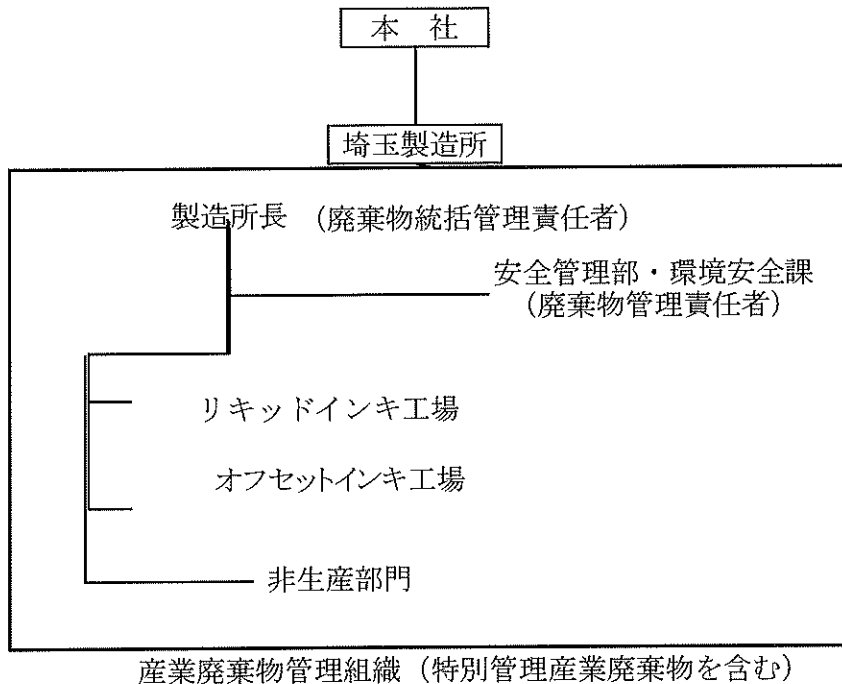 本 社
埼玉製造所
製造所長 (廃棄物統括管理責任者)
安全管理部・環境安全課
(廃棄物管理責任者)
リキッドインキ工場
オフセットインキ工場
非生産部門
産業廃棄物管理組織 (特別管理産業廃棄物を含む)